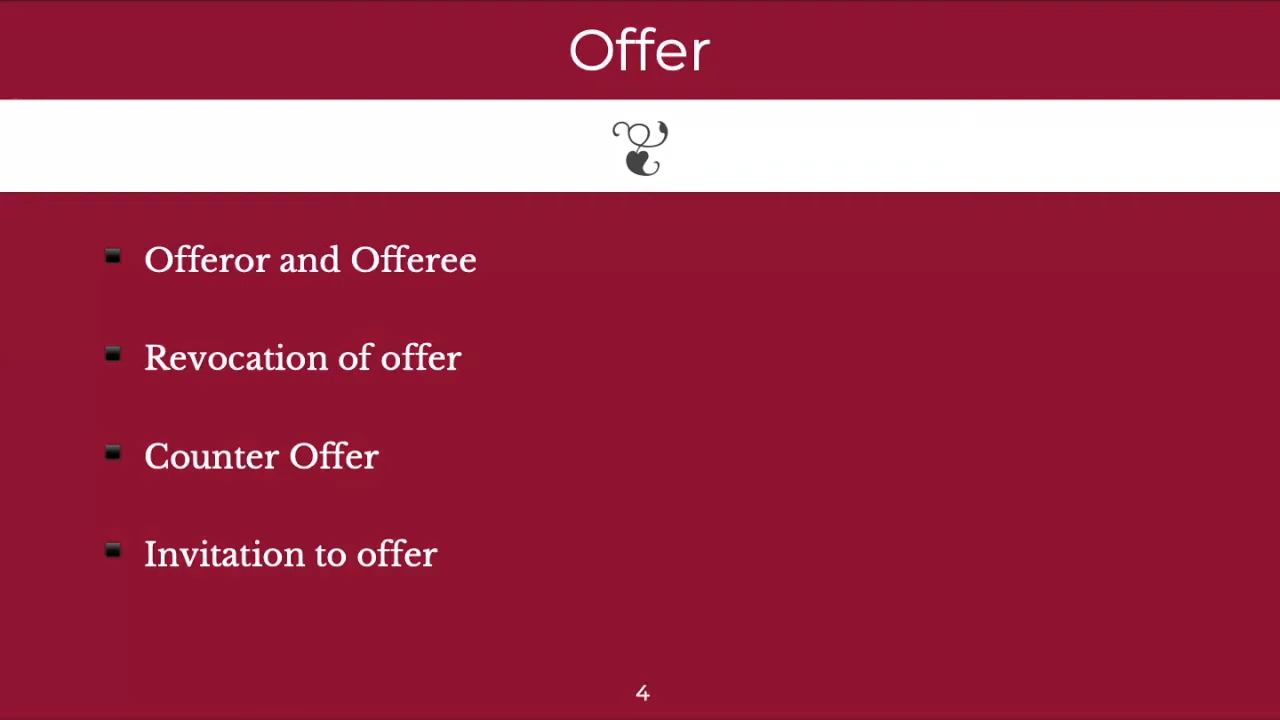 Offer
Offeror and Offeree
Revocation of offer
Counter Offer
Invitation to offer
4